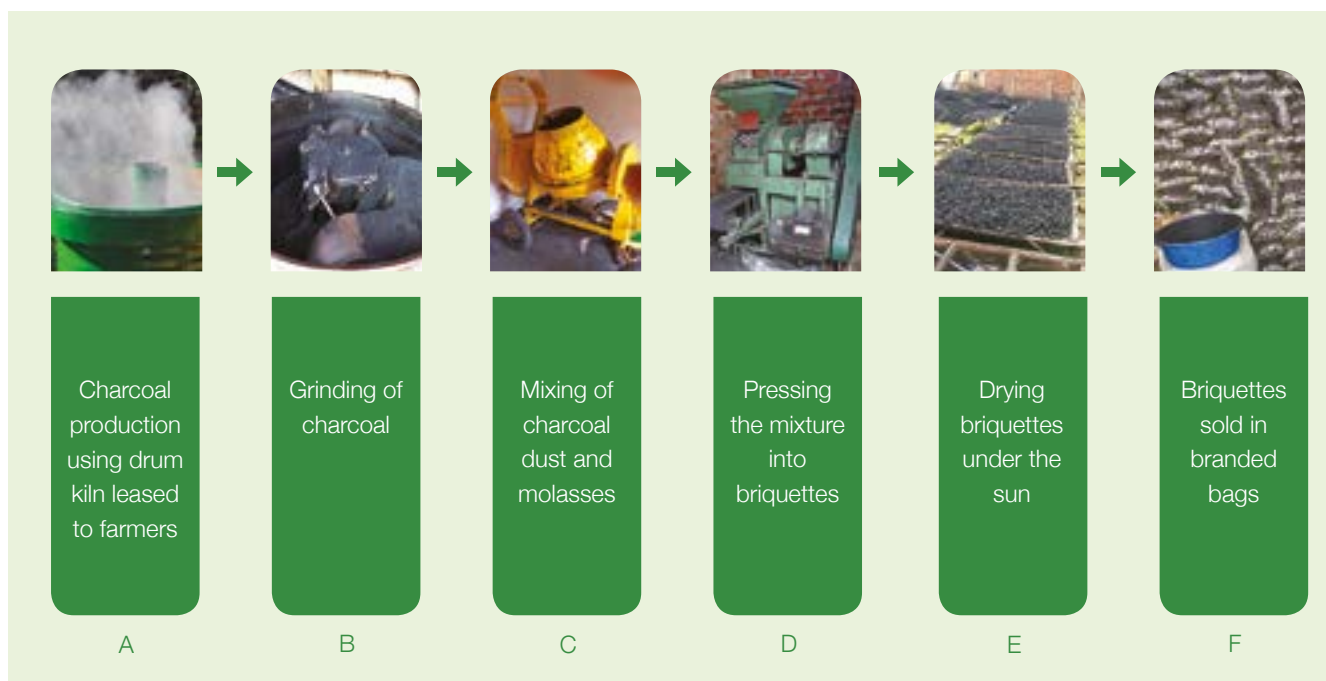 Charcoal
production
using drum
kiln leased
to farmers
Grinding of
charcoal
Mixing of
charcoal
dust and
molasses
Pressing
the mixture
into
briquettes
Drying
briquettes
under the
sun
Briquettes
sold in
branded
bags
A
B
C
D
E
F